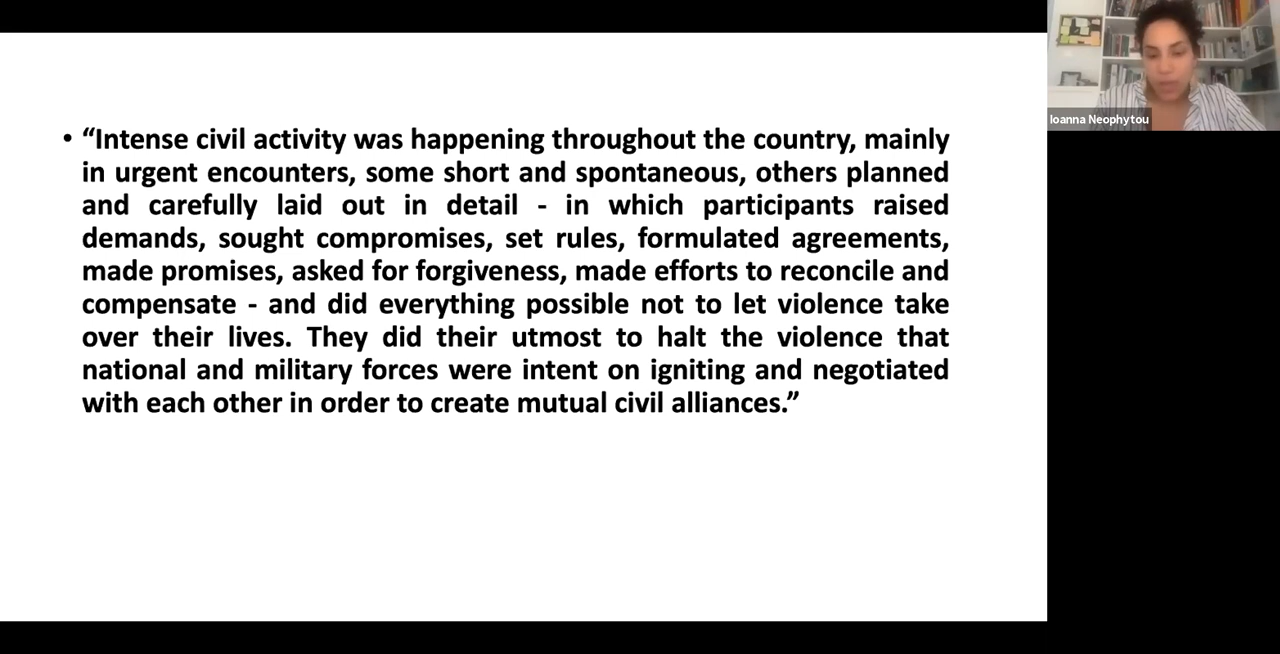 • “Intense civil activity was happening throughout the country, mainly
in urgent encounters, some short and spontaneous, others planned
and carefully laid out in detail - in which participants raised
demands, sought compromises, set rules, formulated agreements,
made promises, asked for forgiveness, made efforts to reconcile and
compensate - and did everything possible not to let violence take
over their lives. They did their utmost to halt the violence that
national and military forces were intent on igniting and negotiated
with each other in order to create mutual civil alliances.”
Ioanna Neophytou